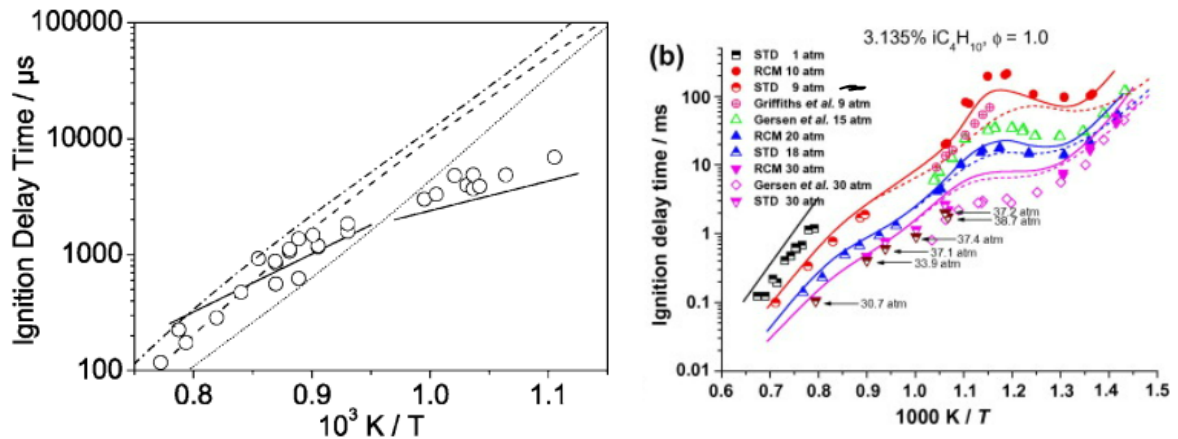 Ignition Delay Time / µs
100000
10000
1000
100
0.8
0.9
1.0
1.1
10³ K / T
(b)
3.135% iC₄H₁₀, ϕ = 1.0
STD 1 atm
RCM 10 atm
STD 9 atm
Griffiths et al. 9 atm
Gersen et al. 15 atm
RCM 20 atm
STD 18 atm
RCM 30 atm
Gersen et al. 30 atm
STD 30 atm
37.2 atm
38.7 atm
37.4 atm
37.1 atm
33.9 atm
30.7 atm
Ignition delay time / ms
100
10
1
0.1
0.01
0.6
0.7
0.8
0.9
1.0
1.1
1.2
1.3
1.4
1.5
1000 K / T